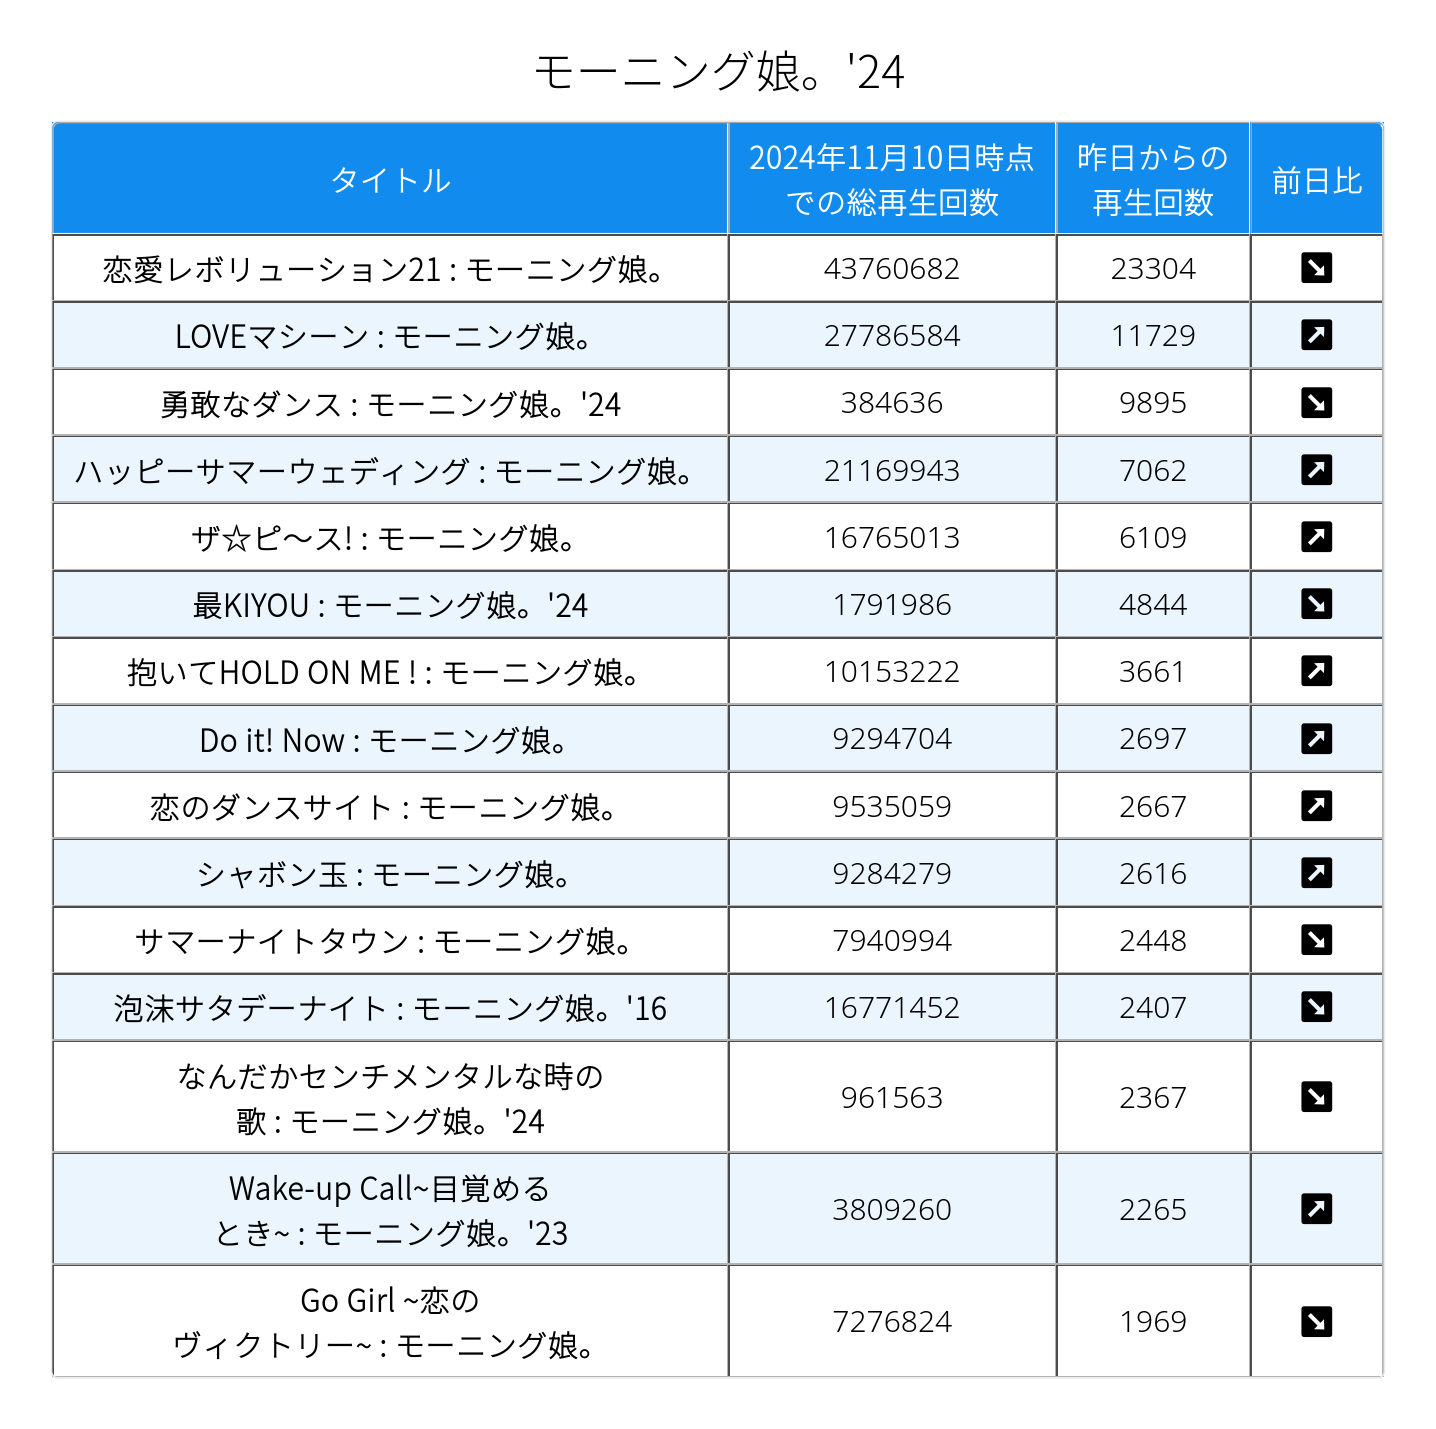 モーニング娘。'24
タイトル
2024年11月10日時点
での総再生回数
昨日からの
再生回数
前日比
恋愛レボリューション21 : モーニング娘。 43760682 23304 ↘
LOVEマシーン : モーニング娘。 27786584 11729 ↗
勇敢なダンス : モーニング娘。'24 384636 9895 ↘
ハッピーサマーウェディング : モーニング娘。 21169943 7062 ↗
ザ☆ピ〜ス! : モーニング娘。 16765013 6109 ↗
最KIYOU : モーニング娘。'24 1791986 4844 ↘
抱いてHOLD ON ME ! : モーニング娘。 10153222 3661 ↗
Do it! Now : モーニング娘。 9294704 2697 ↗
恋のダンスサイト : モーニング娘。 9535059 2667 ↗
シャボン玉 : モーニング娘。 9284279 2616 ↗
サマーナイトタウン : モーニング娘。 7940994 2448 ↘
泡沫サタデーナイト : モーニング娘。'16 16771452 2407 ↘
なんだかセンチメンタルな時の
歌 : モーニング娘。'24 961563 2367 ↘
Wake-up Call~目覚める
とき~ : モーニング娘。'23 3809260 2265 ↗
Go Girl ~恋の
ヴィクトリー~ : モーニング娘。 7276824 1969 ↘